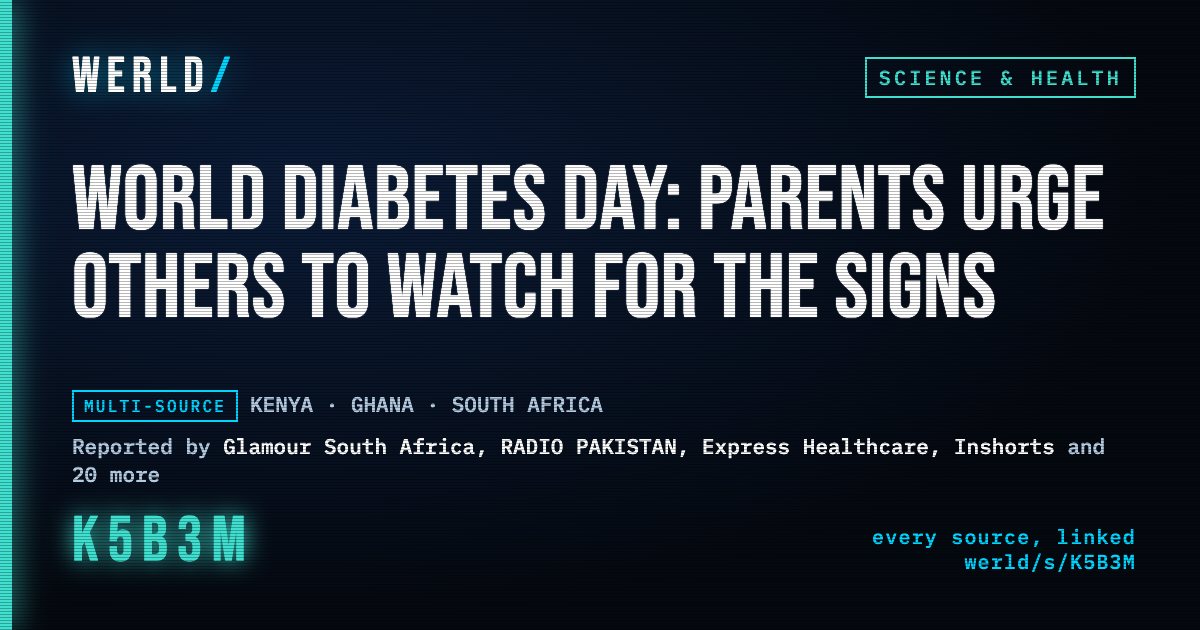 WERLD/
SCIENCE & HEALTH
WORLD DIABETES DAY: PARENTS URGE
OTHERS TO WATCH FOR THE SIGNS
MULTI-SOURCE KENYA · GHANA · SOUTH AFRICA
Reported by Glamour South Africa, RADIO PAKISTAN, Express Healthcare, Inshorts and
20 more
K5B3M
every source, linked
werld/s/K5B3M